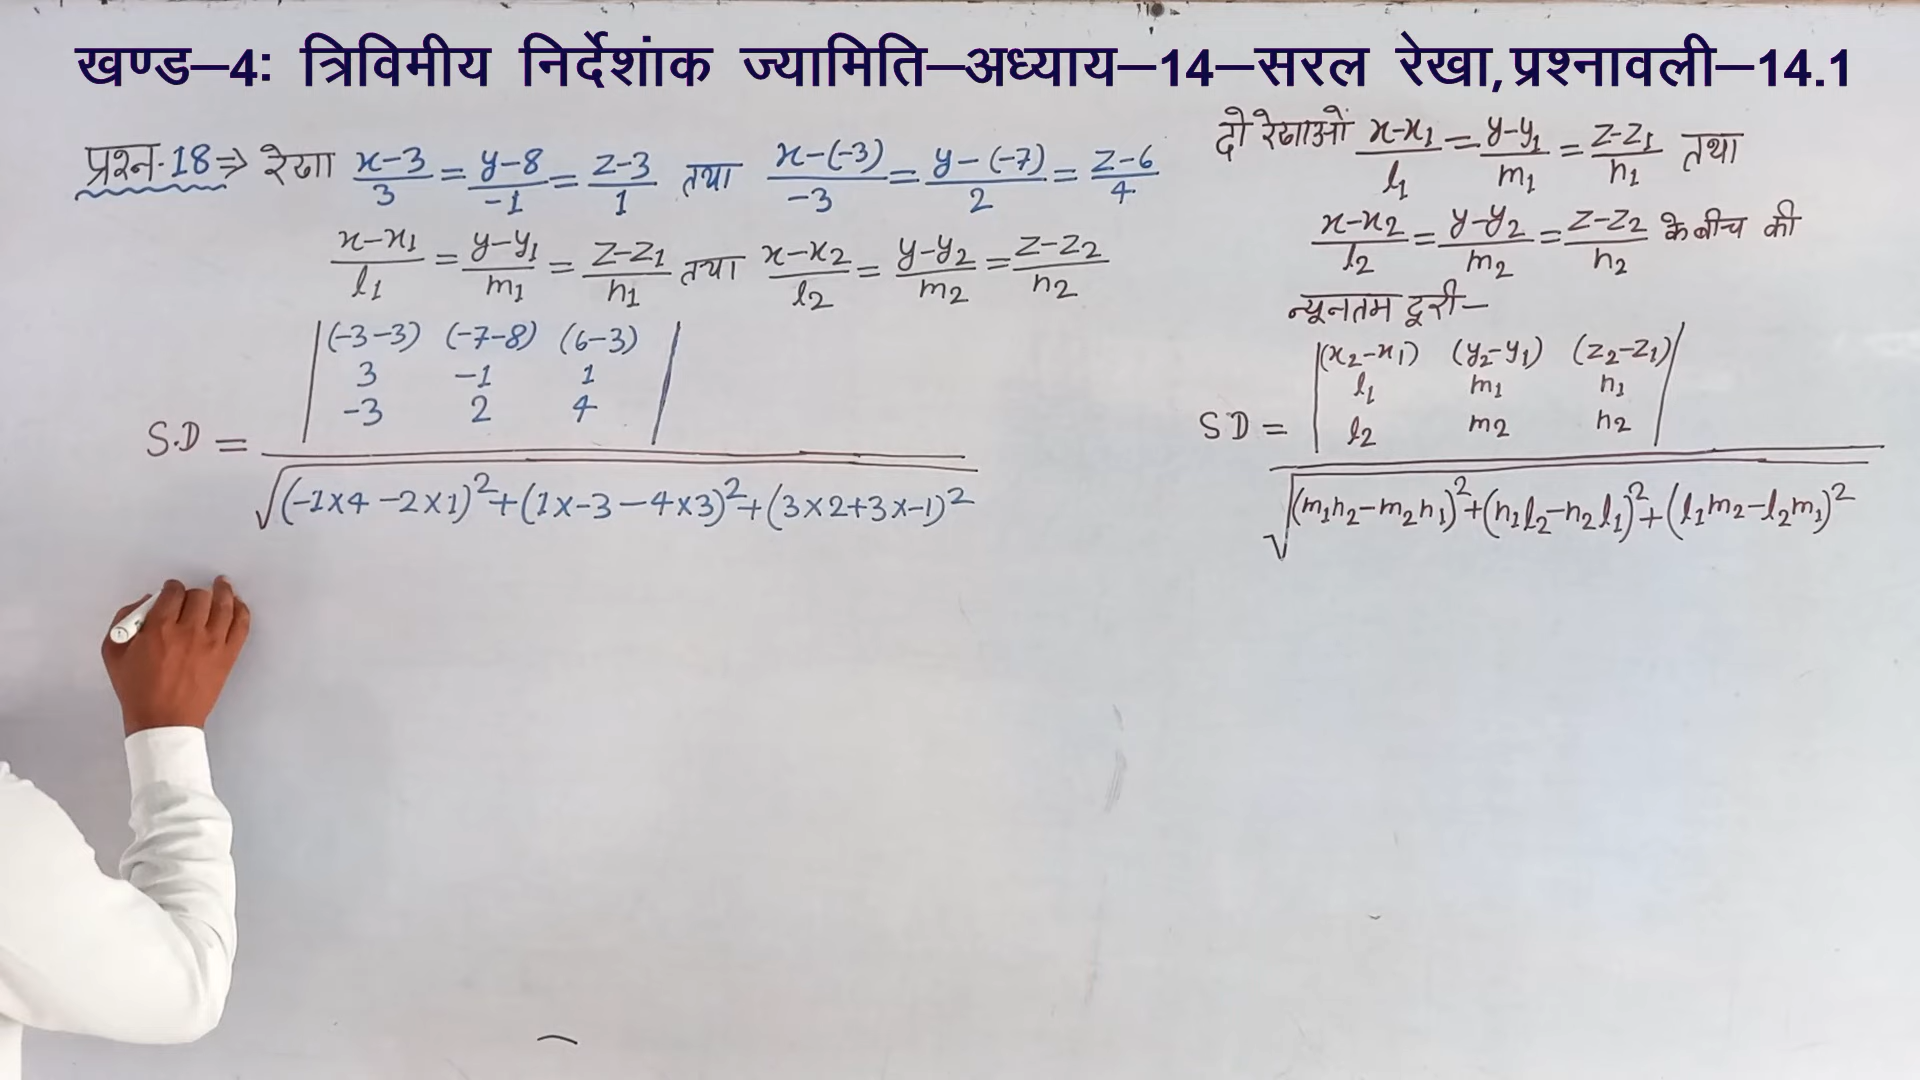 खण्ड–4: त्रिविमीय निर्देशांक ज्यामिति–अध्याय–14–सरल रेखा, प्रश्नावली–14.1
प्रश्न.18⇒ रेखा (x-3)/3 = (y-8)/-1 = (z-3)/1 तथा (x-(-3))/-3 = (y-(-7))/2 = (z-6)/4
(x-x₁)/l₁ = (y-y₁)/m₁ = (z-z₁)/n₁ तथा (x-x₂)/l₂ = (y-y₂)/m₂ = (z-z₂)/n₂
|(-3-3) (-7-8) (6-3)|
|3 -1 1|
|-3 2 4|
S.D =
√((-1×4-2×1)²+(1×-3-4×3)²+(3×2+3×-1)²)
दो रेखाओं (x-x₁)/l₁ = (y-y₁)/m₁ = (z-z₁)/n₁ तथा
(x-x₂)/l₂ = (y-y₂)/m₂ = (z-z₂)/n₂ के बीच की
न्यूनतम दूरी–
|(x₂-x₁) (y₂-y₁) (z₂-z₁)|
|l₁ m₁ n₁|
|l₂ m₂ n₂|
SD =
√((m₁n₂-m₂n₁)²+(n₁l₂-n₂l₁)²+(l₁m₂-l₂m₁)²)